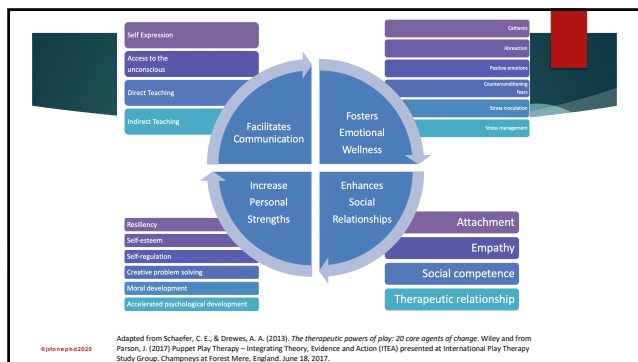 Self Expression
Access to the
unconscious
Direct Teaching
Indirect Teaching
Catharsis
Abreaction
Positive emotions
Counterconditioning
fears
Stress inoculation
Stress management
Facilitates
Communication
Fosters
Emotional
Wellness
Increase
Personal
Strengths
Enhances
Social
Relationships
Resiliency
Self-esteem
Self-regulation
Creative problem solving
Moral development
Accelerated psychological development
Attachment
Empathy
Social competence
Therapeutic relationship
@jstonephd2020
Adapted from Schaefer, C. E., & Drewes, A. A. (2013). The therapeutic powers of play: 20 core agents of change. Wiley and from
Parson, J. (2017) Puppet Play Therapy – Integrating Theory, Evidence and Action (ITEA) presented at International Play Therapy
Study Group. Champneys at Forest Mere, England. June 18, 2017.